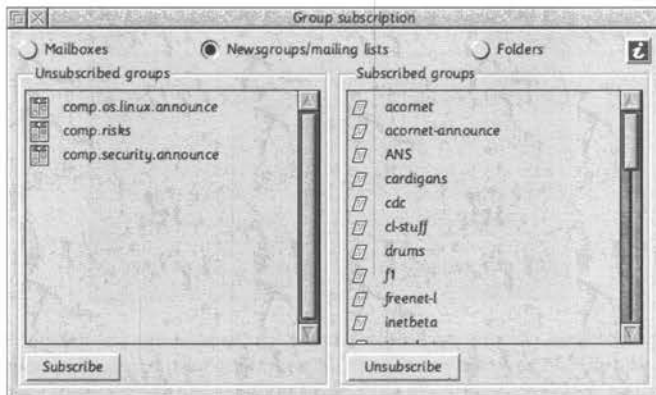 Group subscription
Mailboxes
Newsgroups/mailing lists
Folders
Unsubscribed groups
comp.os.linux.announce
comp.risks
comp.security.announce
Subscribe
Subscribed groups
acornet
acornet-announce
ANS
cardigans
cdc
cl-stuff
drums
f1
freenet-l
inetbeta
Unsubscribe